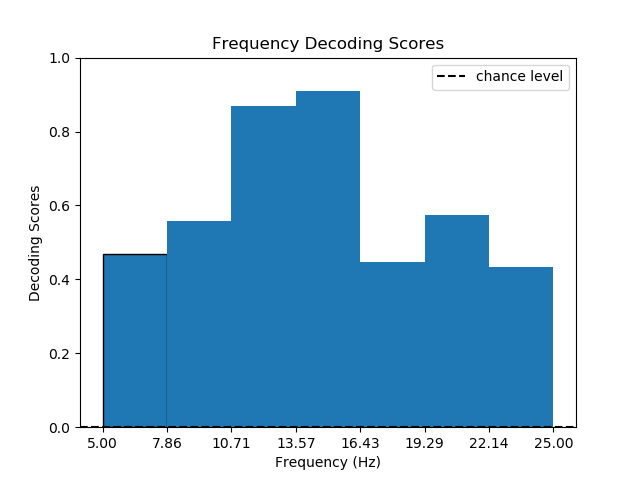 Frequency Decoding Scores
chance level
1.0
0.8
0.6
0.4
0.2
0.0
Decoding Scores
5.00 7.86 10.71 13.57 16.43 19.29 22.14 25.00
Frequency (Hz)